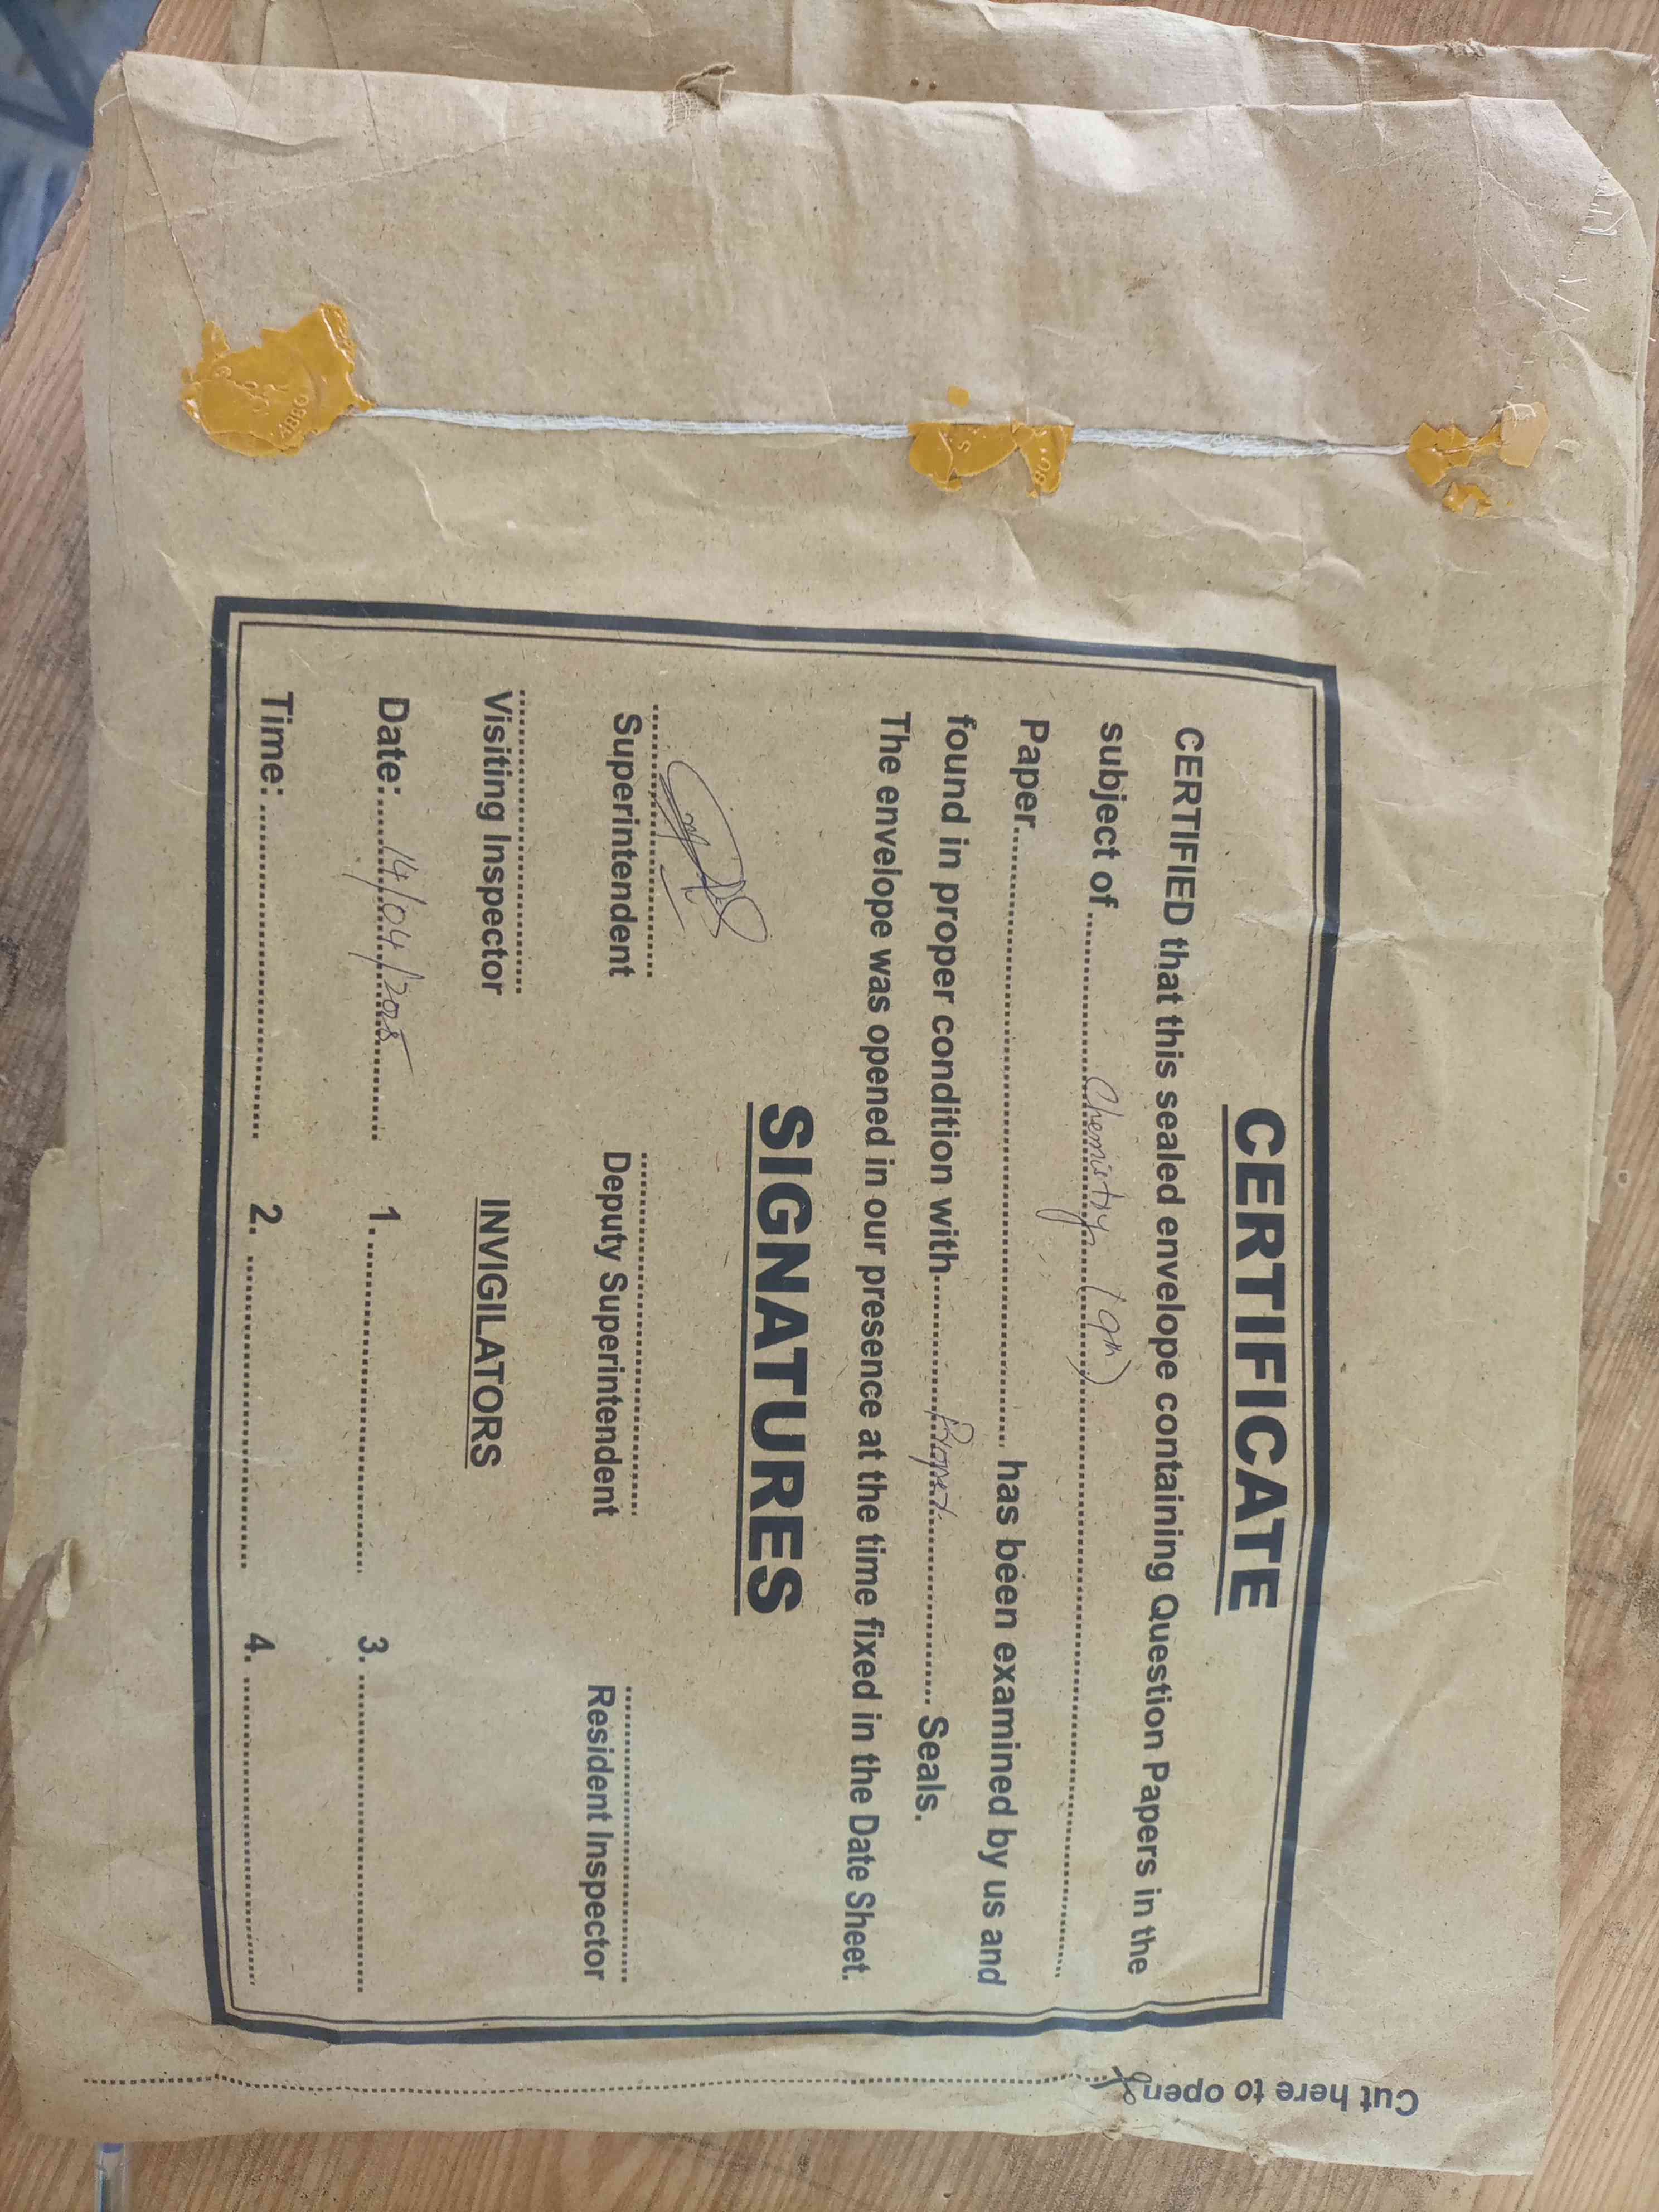 CERTIFICATE
CERTIFIED that this sealed envelope containing Question Papers in the
subject of ........ Chemistry (9th) ........
Paper........ has been examined by us and
found in proper condition with........ Proper ........ Seals.
The envelope was opened in our presence at the time fixed in the Date Sheet.
SIGNATURES
Superintendent Deputy Superintendent Resident Inspector
Visiting Inspector INVIGILATORS
Date: 14/04/2025 1. ........ 3. ........
Time: ........ 2. ........ 4. ........
Cut here to open